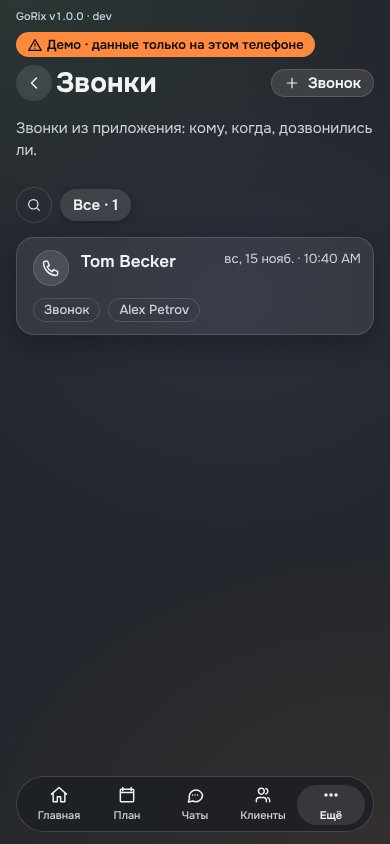 GoRix v1.0.0 · dev
Демо · данные только на этом телефоне
Звонки
Звонок
Звонки из приложения: кому, когда, дозвонились
ли.
Все · 1
Tom Becker
вс, 15 нояб. · 10:40 AM
Звонок
Alex Petrov
Главная
План
Чаты
Клиенты
Ещё